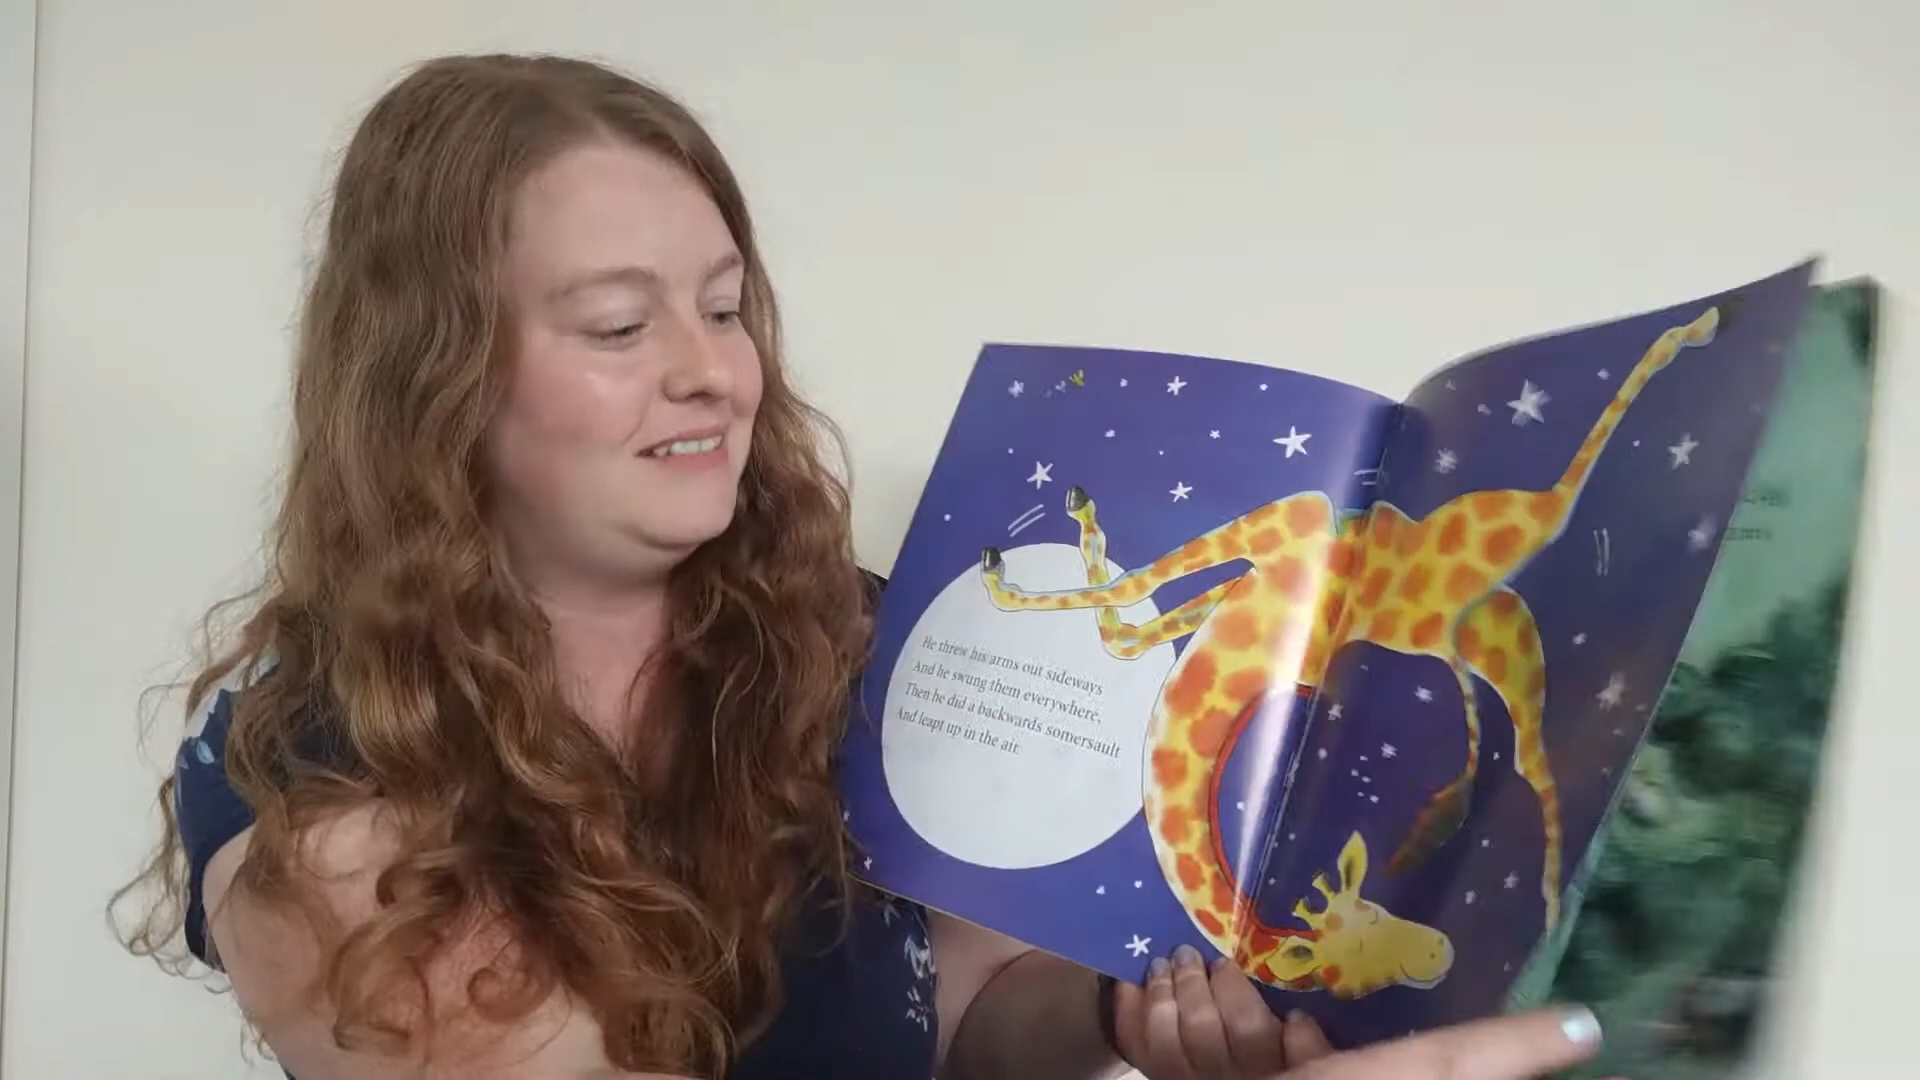 He threw his arms out sideways
And he swung them everywhere,
Then he did a backwards somersault
And leapt up in the air.